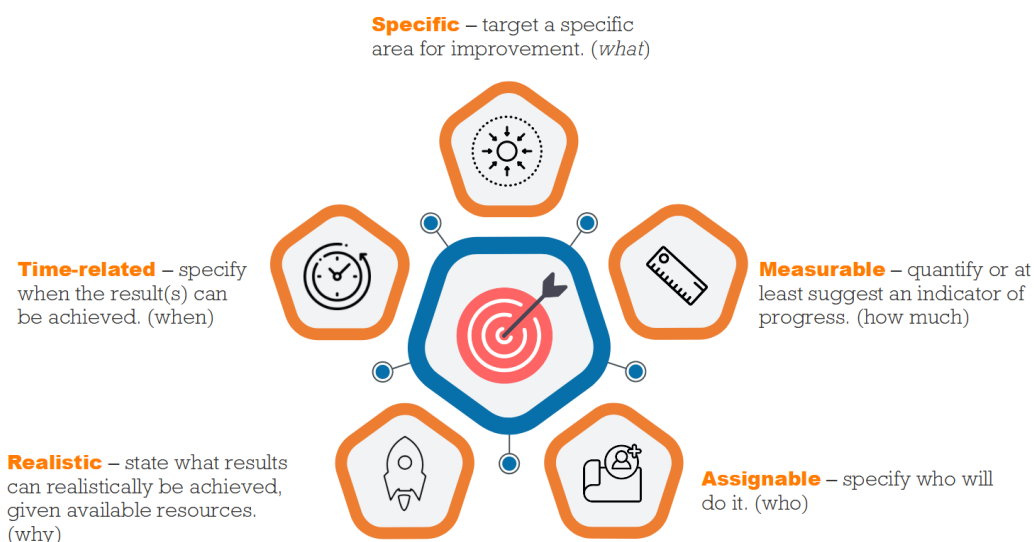 Specific – target a specific
area for improvement. (what)
Time-related – specify
when the result(s) can
be achieved. (when)
Measurable – quantify or at
least suggest an indicator of
progress. (how much)
Realistic – state what results
can realistically be achieved,
given available resources.
(why)
Assignable – specify who will
do it. (who)